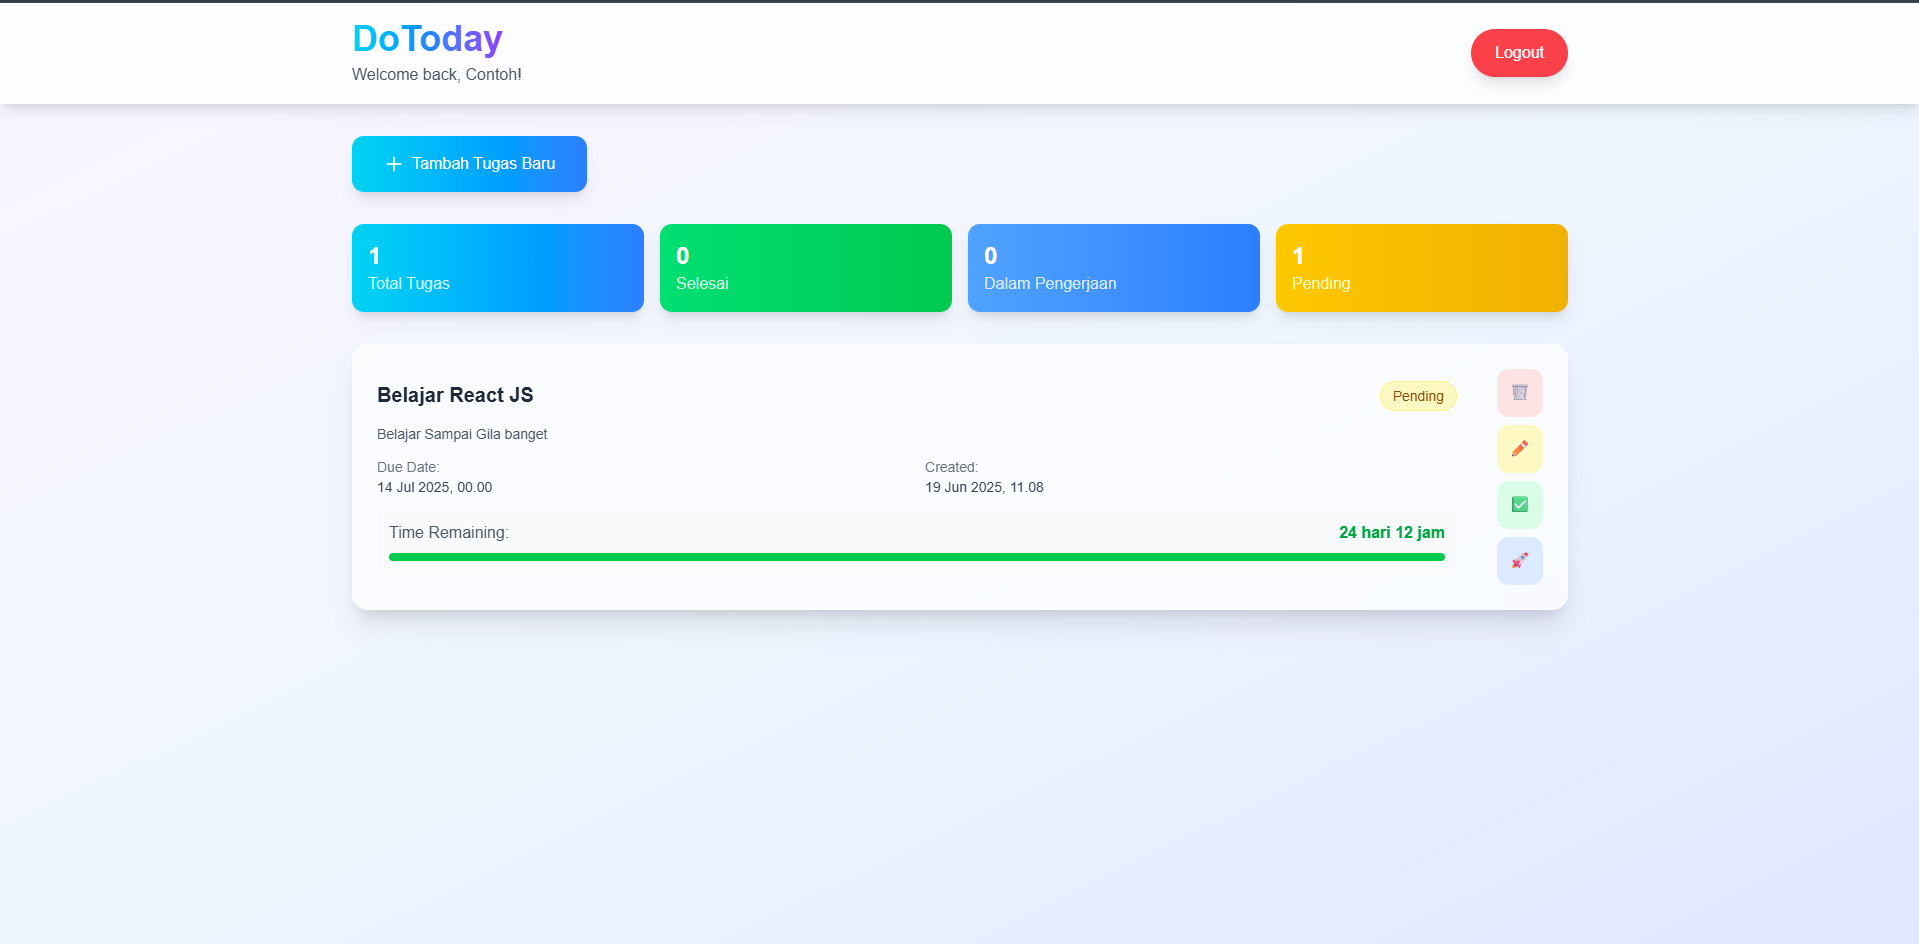 DoToday
Welcome back, Contoh!
Logout
Tambah Tugas Baru
1
Total Tugas
0
Selesai
0
Dalam Pengerjaan
1
Pending
Belajar React JS
Pending
Belajar Sampai Gila banget
Due Date:
14 Jul 2025, 00.00
Created:
19 Jun 2025, 11.08
Time Remaining:
24 hari 12 jam